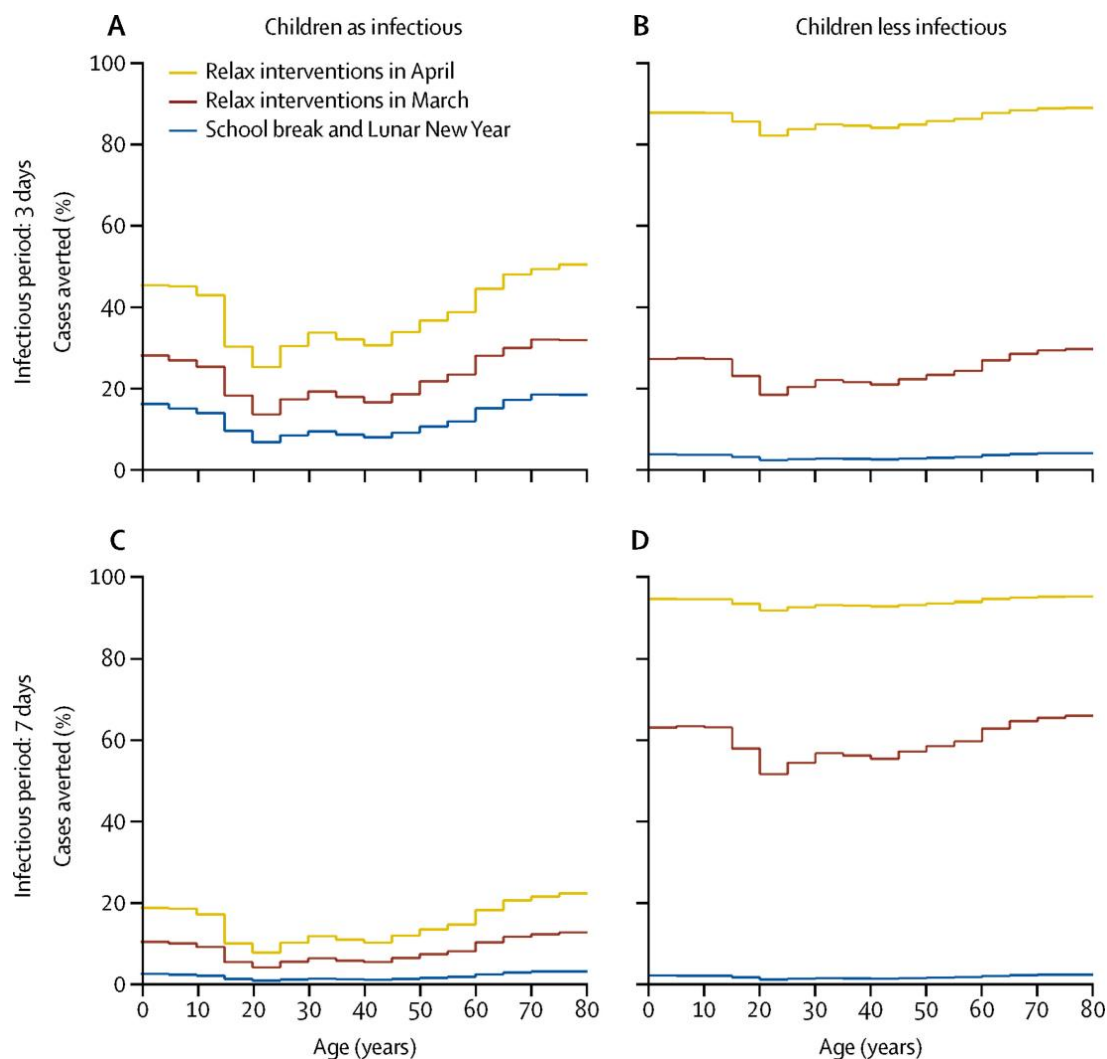 A
Children as infectious
B
Children less infectious
Relax interventions in April
Relax interventions in March
School break and Lunar New Year
Infectious period: 3 days
Cases averted (%)
100
80
60
40
20
0
C
D
Infectious period: 7 days
Cases averted (%)
100
80
60
40
20
0
0 10 20 30 40 50 60 70 80
Age (years)
0 10 20 30 40 50 60 70 80
Age (years)